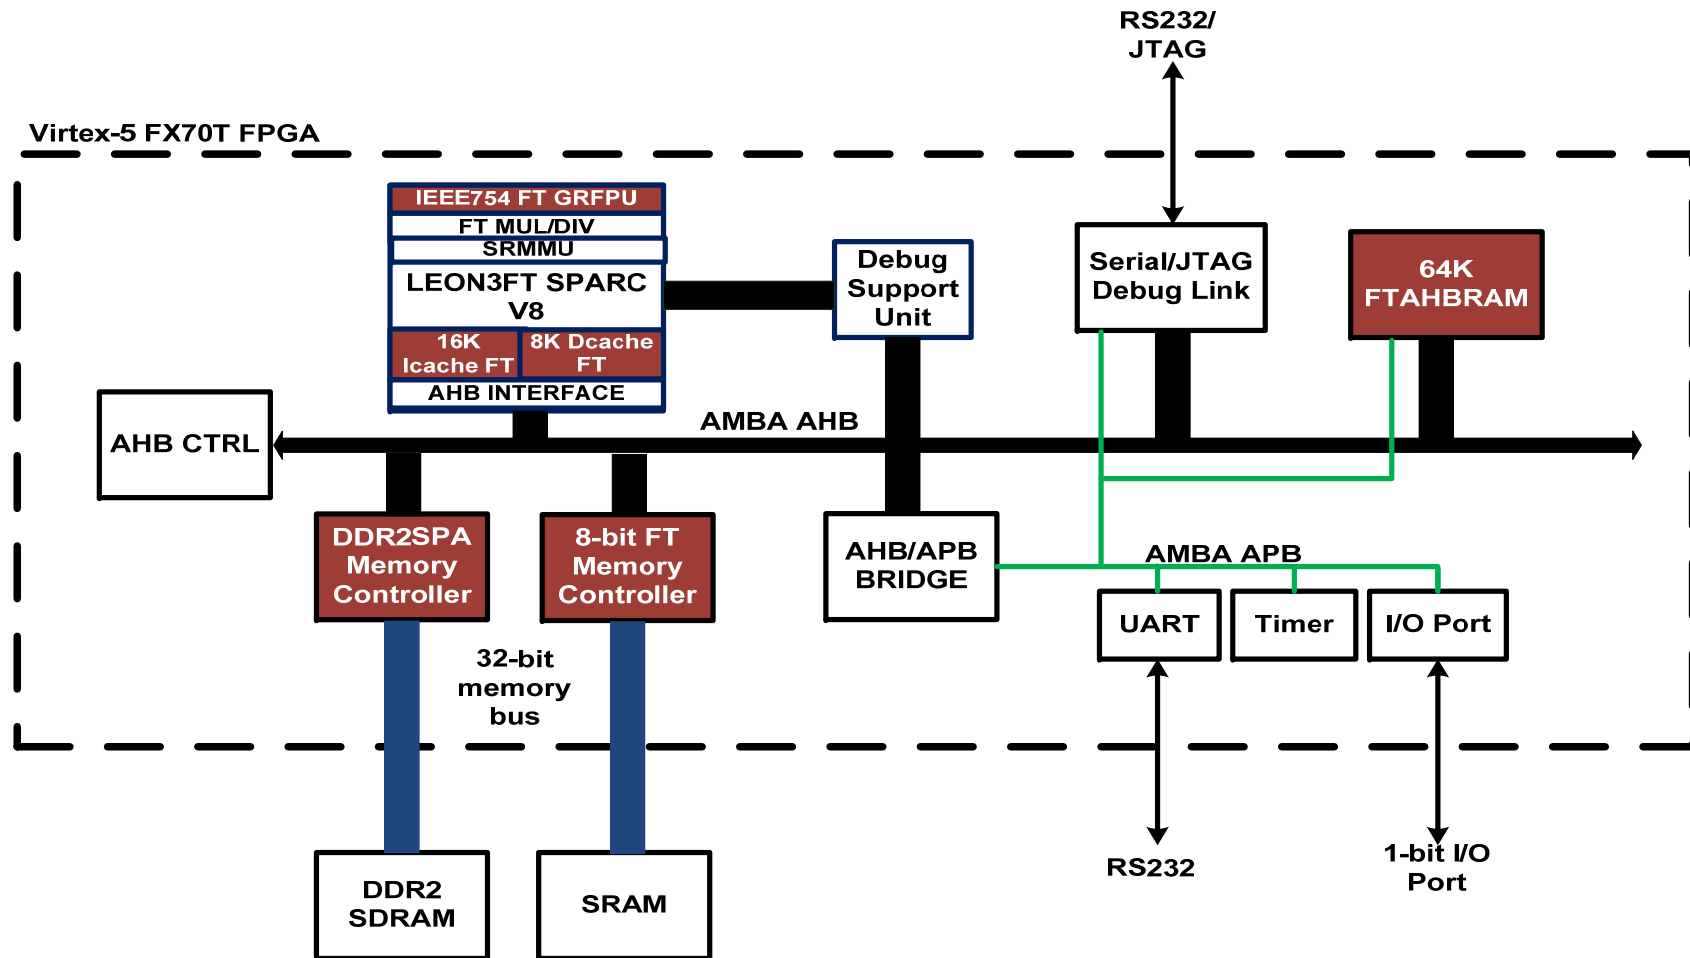 RS232/
JTAG
Virtex-5 FX70T FPGA
IEEE754 FT GRFPU
FT MUL/DIV
SRMMU
LEON3FT SPARC
V8
16K
Icache FT
8K Dcache
FT
AHB INTERFACE
Debug
Support
Unit
Serial/JTAG
Debug Link
64K
FTAHBRAM
AHB CTRL
AMBA AHB
DDR2SPA
Memory
Controller
8-bit FT
Memory
Controller
AHB/APB
BRIDGE
AMBA APB
UART
Timer
I/O Port
32-bit
memory
bus
DDR2
SDRAM
SRAM
RS232
1-bit I/O
Port